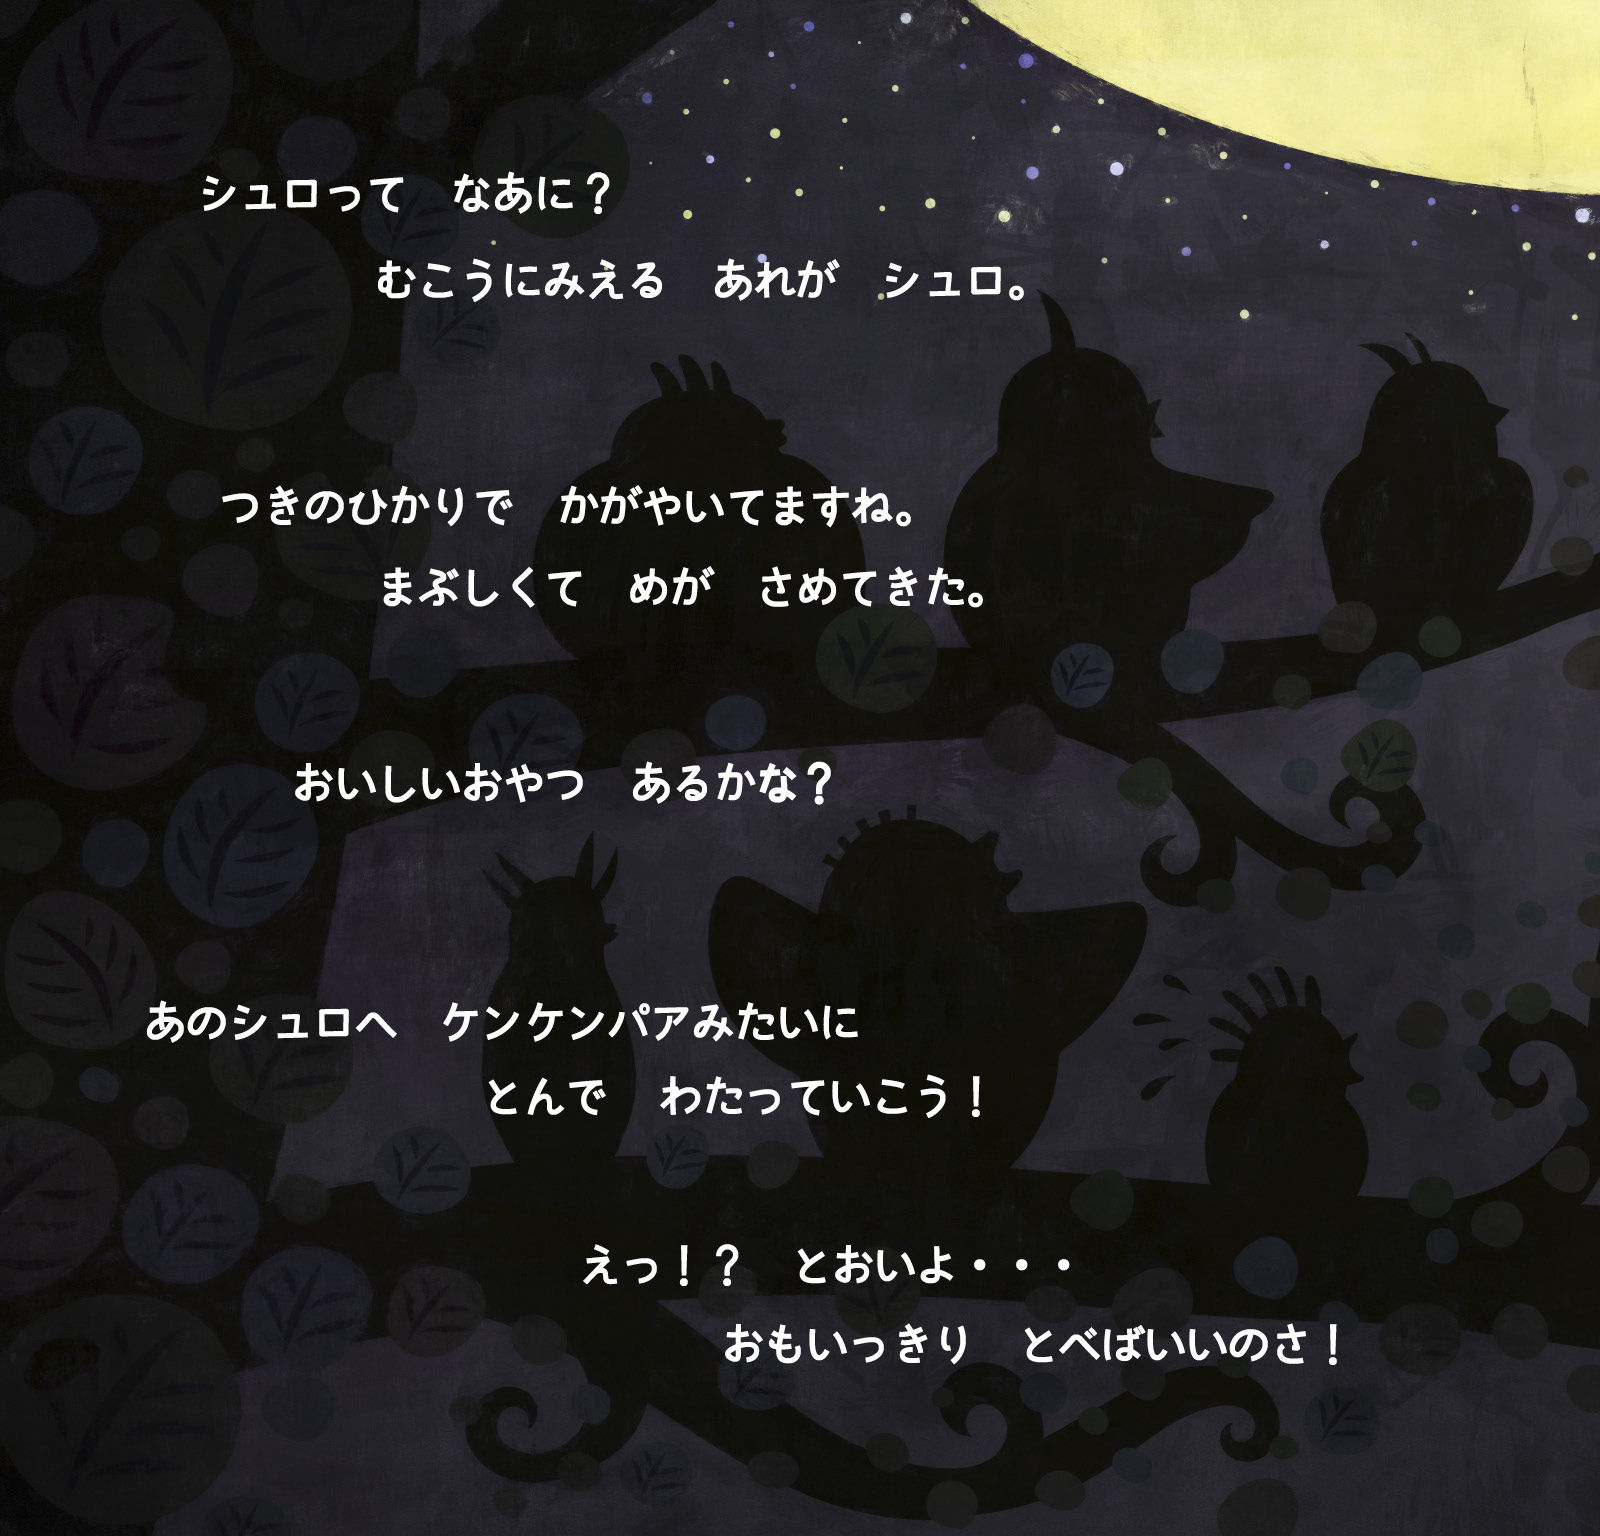 シュロって　なあに？
むこうにみえる　あれが　シュロ。
つきのひかりで　かがやいてますね。
まぶしくて　めが　さめてきた。
おいしいおやつ　あるかな？
あのシュロへ　ケンケンパアみたいに
とんで　わたっていこう！
えっ！？　とおいよ・・・
おもいっきり　とべばいいのさ！